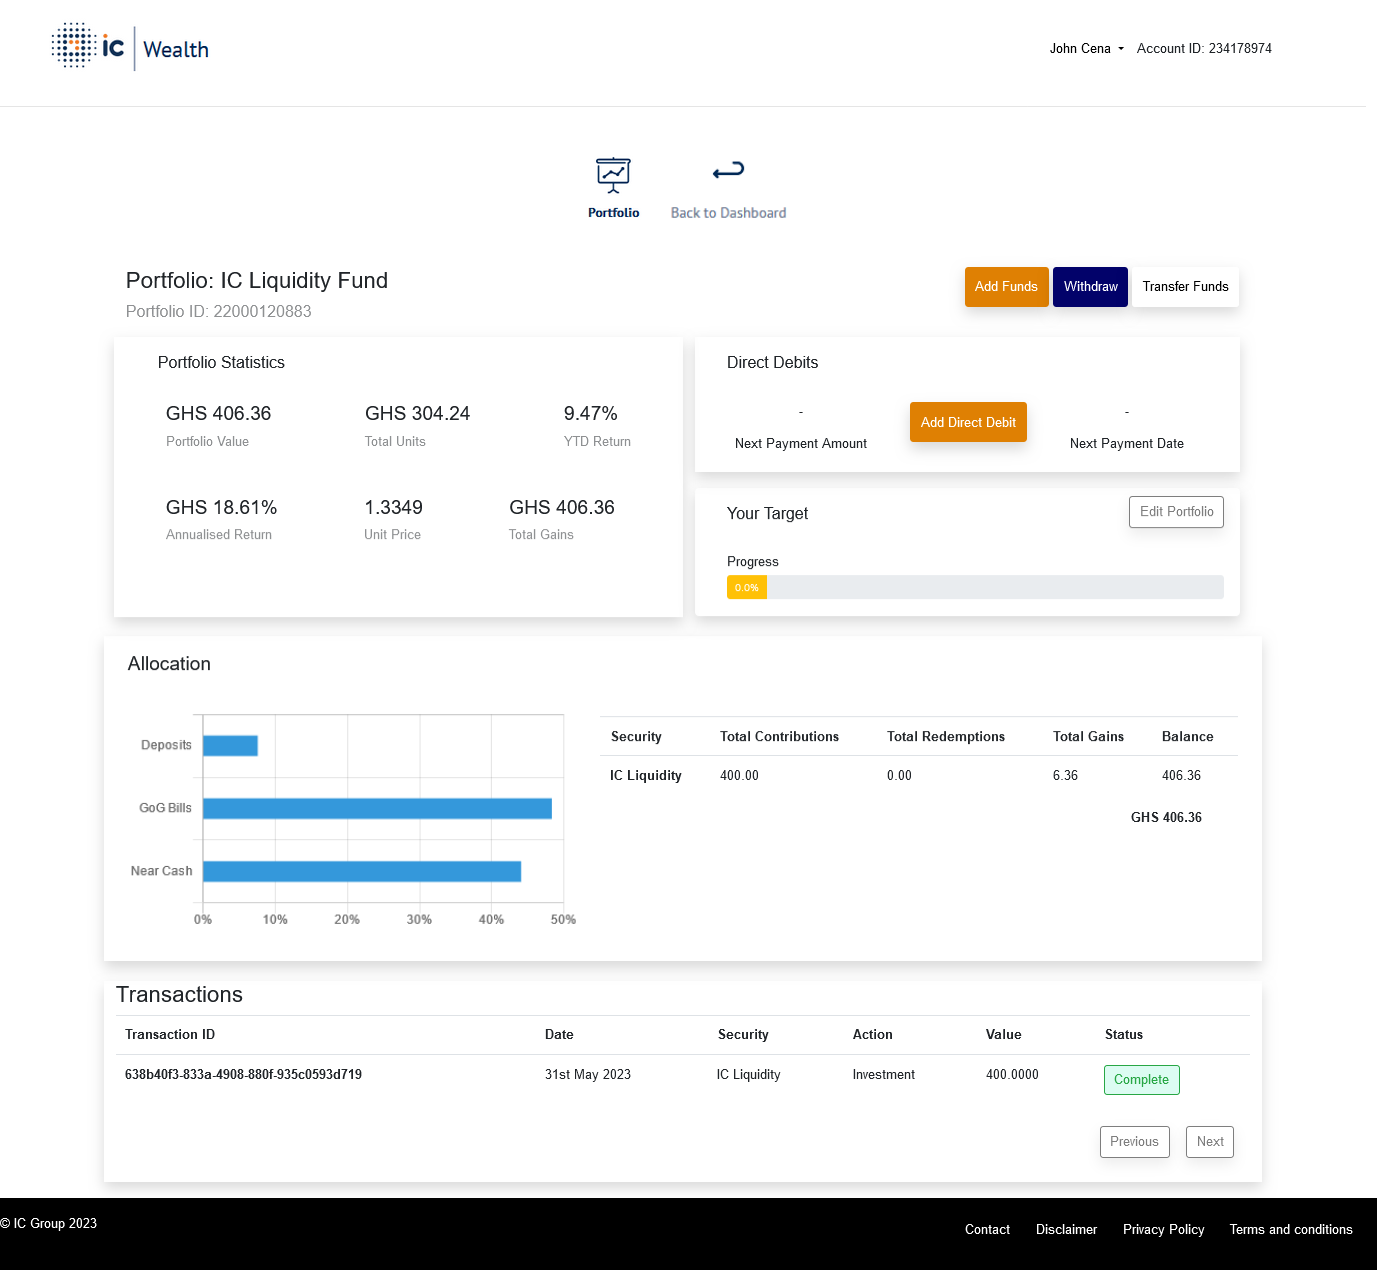 ic Wealth
John Cena Account ID: 234178974
Portfolio Back to Dashboard
Portfolio: IC Liquidity Fund
Portfolio ID: 22000120883
Add Funds Withdraw Transfer Funds
Portfolio Statistics
GHS 406.36 GHS 304.24 9.47%
Portfolio Value Total Units YTD Return
GHS 18.61% 1.3349 GHS 406.36
Annualised Return Unit Price Total Gains
Direct Debits
- Add Direct Debit -
Next Payment Amount Next Payment Date
Your Target Edit Portfolio
Progress
0.0%
Allocation
Deposits
GoG Bills
Near Cash
0% 10% 20% 30% 40% 50%
Security Total Contributions Total Redemptions Total Gains Balance
IC Liquidity 400.00 0.00 6.36 406.36
GHS 406.36
Transactions
Transaction ID Date Security Action Value Status
638b40f3-833a-4908-880f-935c0593d719 31st May 2023 IC Liquidity Investment 400.0000 Complete
Previous Next
© IC Group 2023
Contact Disclaimer Privacy Policy Terms and conditions